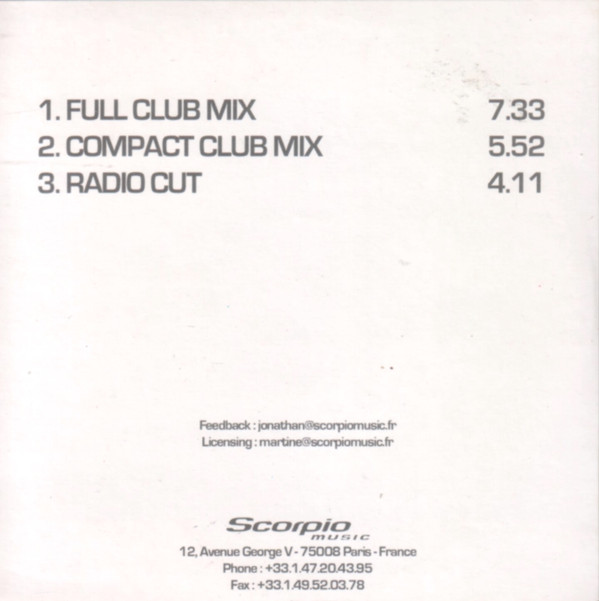 1. FULL CLUB MIX 7.33
2. COMPACT CLUB MIX 5.52
3. RADIO CUT 4.11
Feedback : jonathan@scorpiomusic.fr
Licensing : martine@scorpiomusic.fr
Scorpio
MUSIC
12, Avenue George V - 75008 Paris - France
Phone : +33.1.47.20.43.95
Fax : +33.1.49.52.03.78